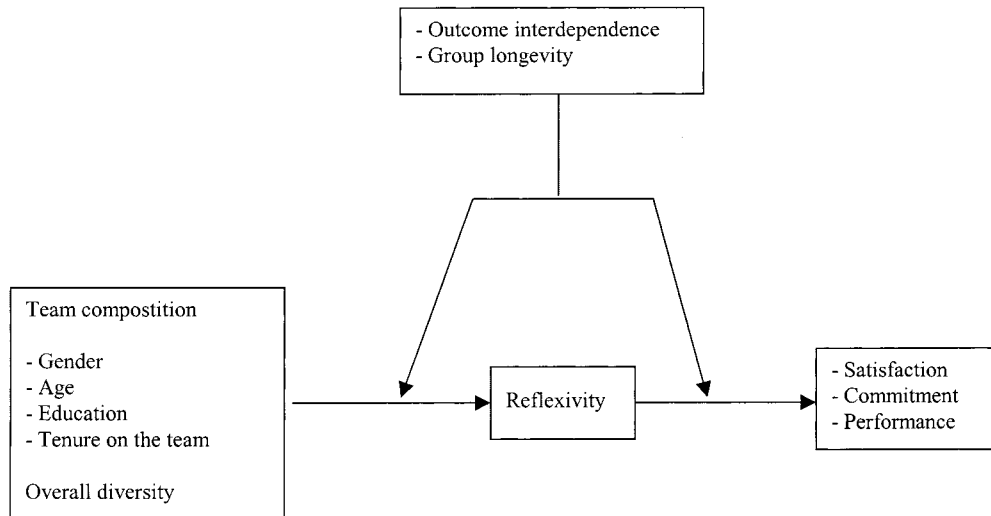 - Outcome interdependence
- Group longevity
Team compostition
- Gender
- Age
- Education
- Tenure on the team
Overall diversity
Reflexivity
- Satisfaction
- Commitment
- Performance